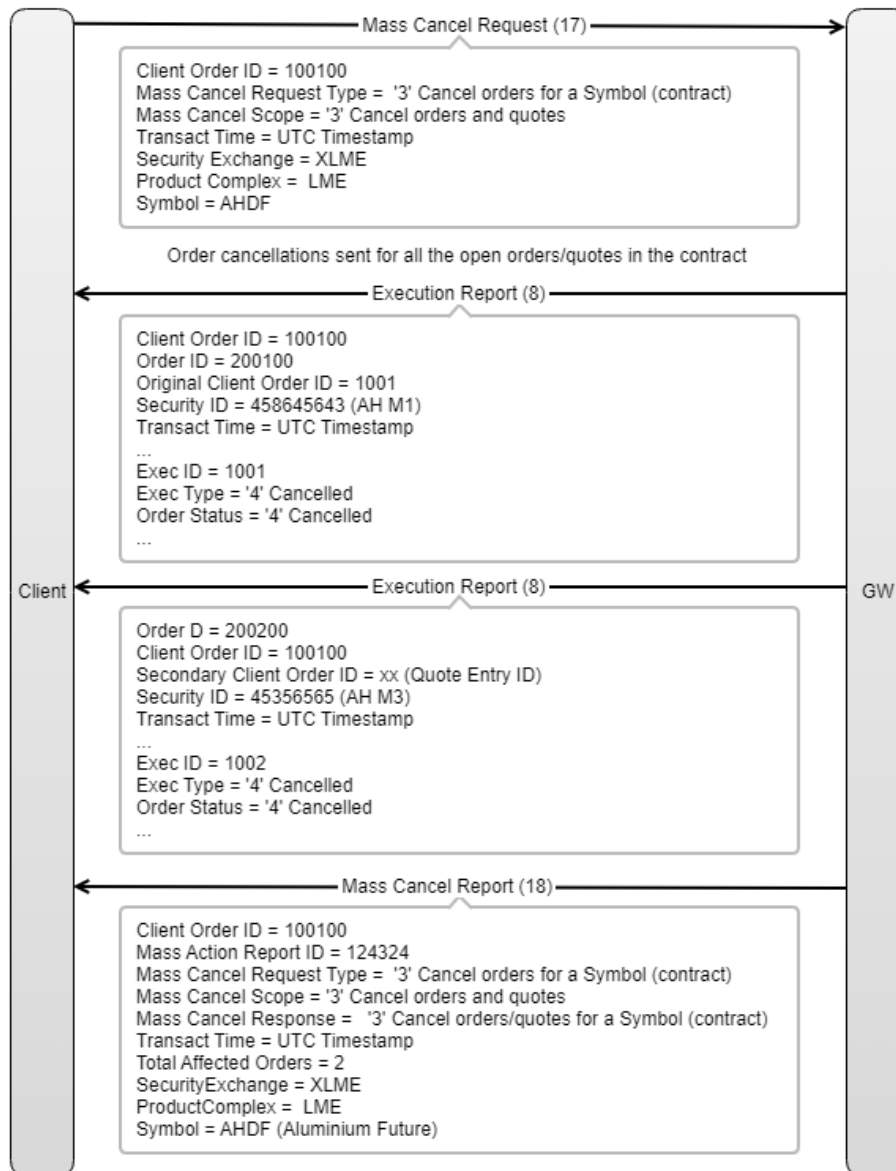 Mass Cancel Request (17)
Client Order ID = 100100
Mass Cancel Request Type =  '3' Cancel orders for a Symbol (contract)
Mass Cancel Scope = '3' Cancel orders and quotes
Transact Time = UTC Timestamp
Security Exchange = XLME
Product Complex =  LME
Symbol = AHDF
Order cancellations sent for all the open orders/quotes in the contract
Execution Report (8)
Client Order ID = 100100
Order ID = 200100
Original Client Order ID = 1001
Security ID = 458645643 (AH M1)
Transact Time = UTC Timestamp
...
Exec ID = 1001
Exec Type = '4' Cancelled
Order Status = '4' Cancelled
...
Client
Execution Report (8)
GW
Order D = 200200
Client Order ID = 100100
Secondary Client Order ID = xx (Quote Entry ID)
Security ID = 45356565 (AH M3)
Transact Time = UTC Timestamp
...
Exec ID = 1002
Exec Type = '4' Cancelled
Order Status = '4' Cancelled
...
Mass Cancel Report (18)
Client Order ID = 100100
Mass Action Report ID = 124324
Mass Cancel Request Type =  '3' Cancel orders for a Symbol (contract)
Mass Cancel Scope = '3' Cancel orders and quotes
Mass Cancel Response =   '3' Cancel orders/quotes for a Symbol (contract)
Transact Time = UTC Timestamp
Total Affected Orders = 2
SecurityExchange = XLME
ProductComplex =  LME
Symbol = AHDF (Aluminium Future)